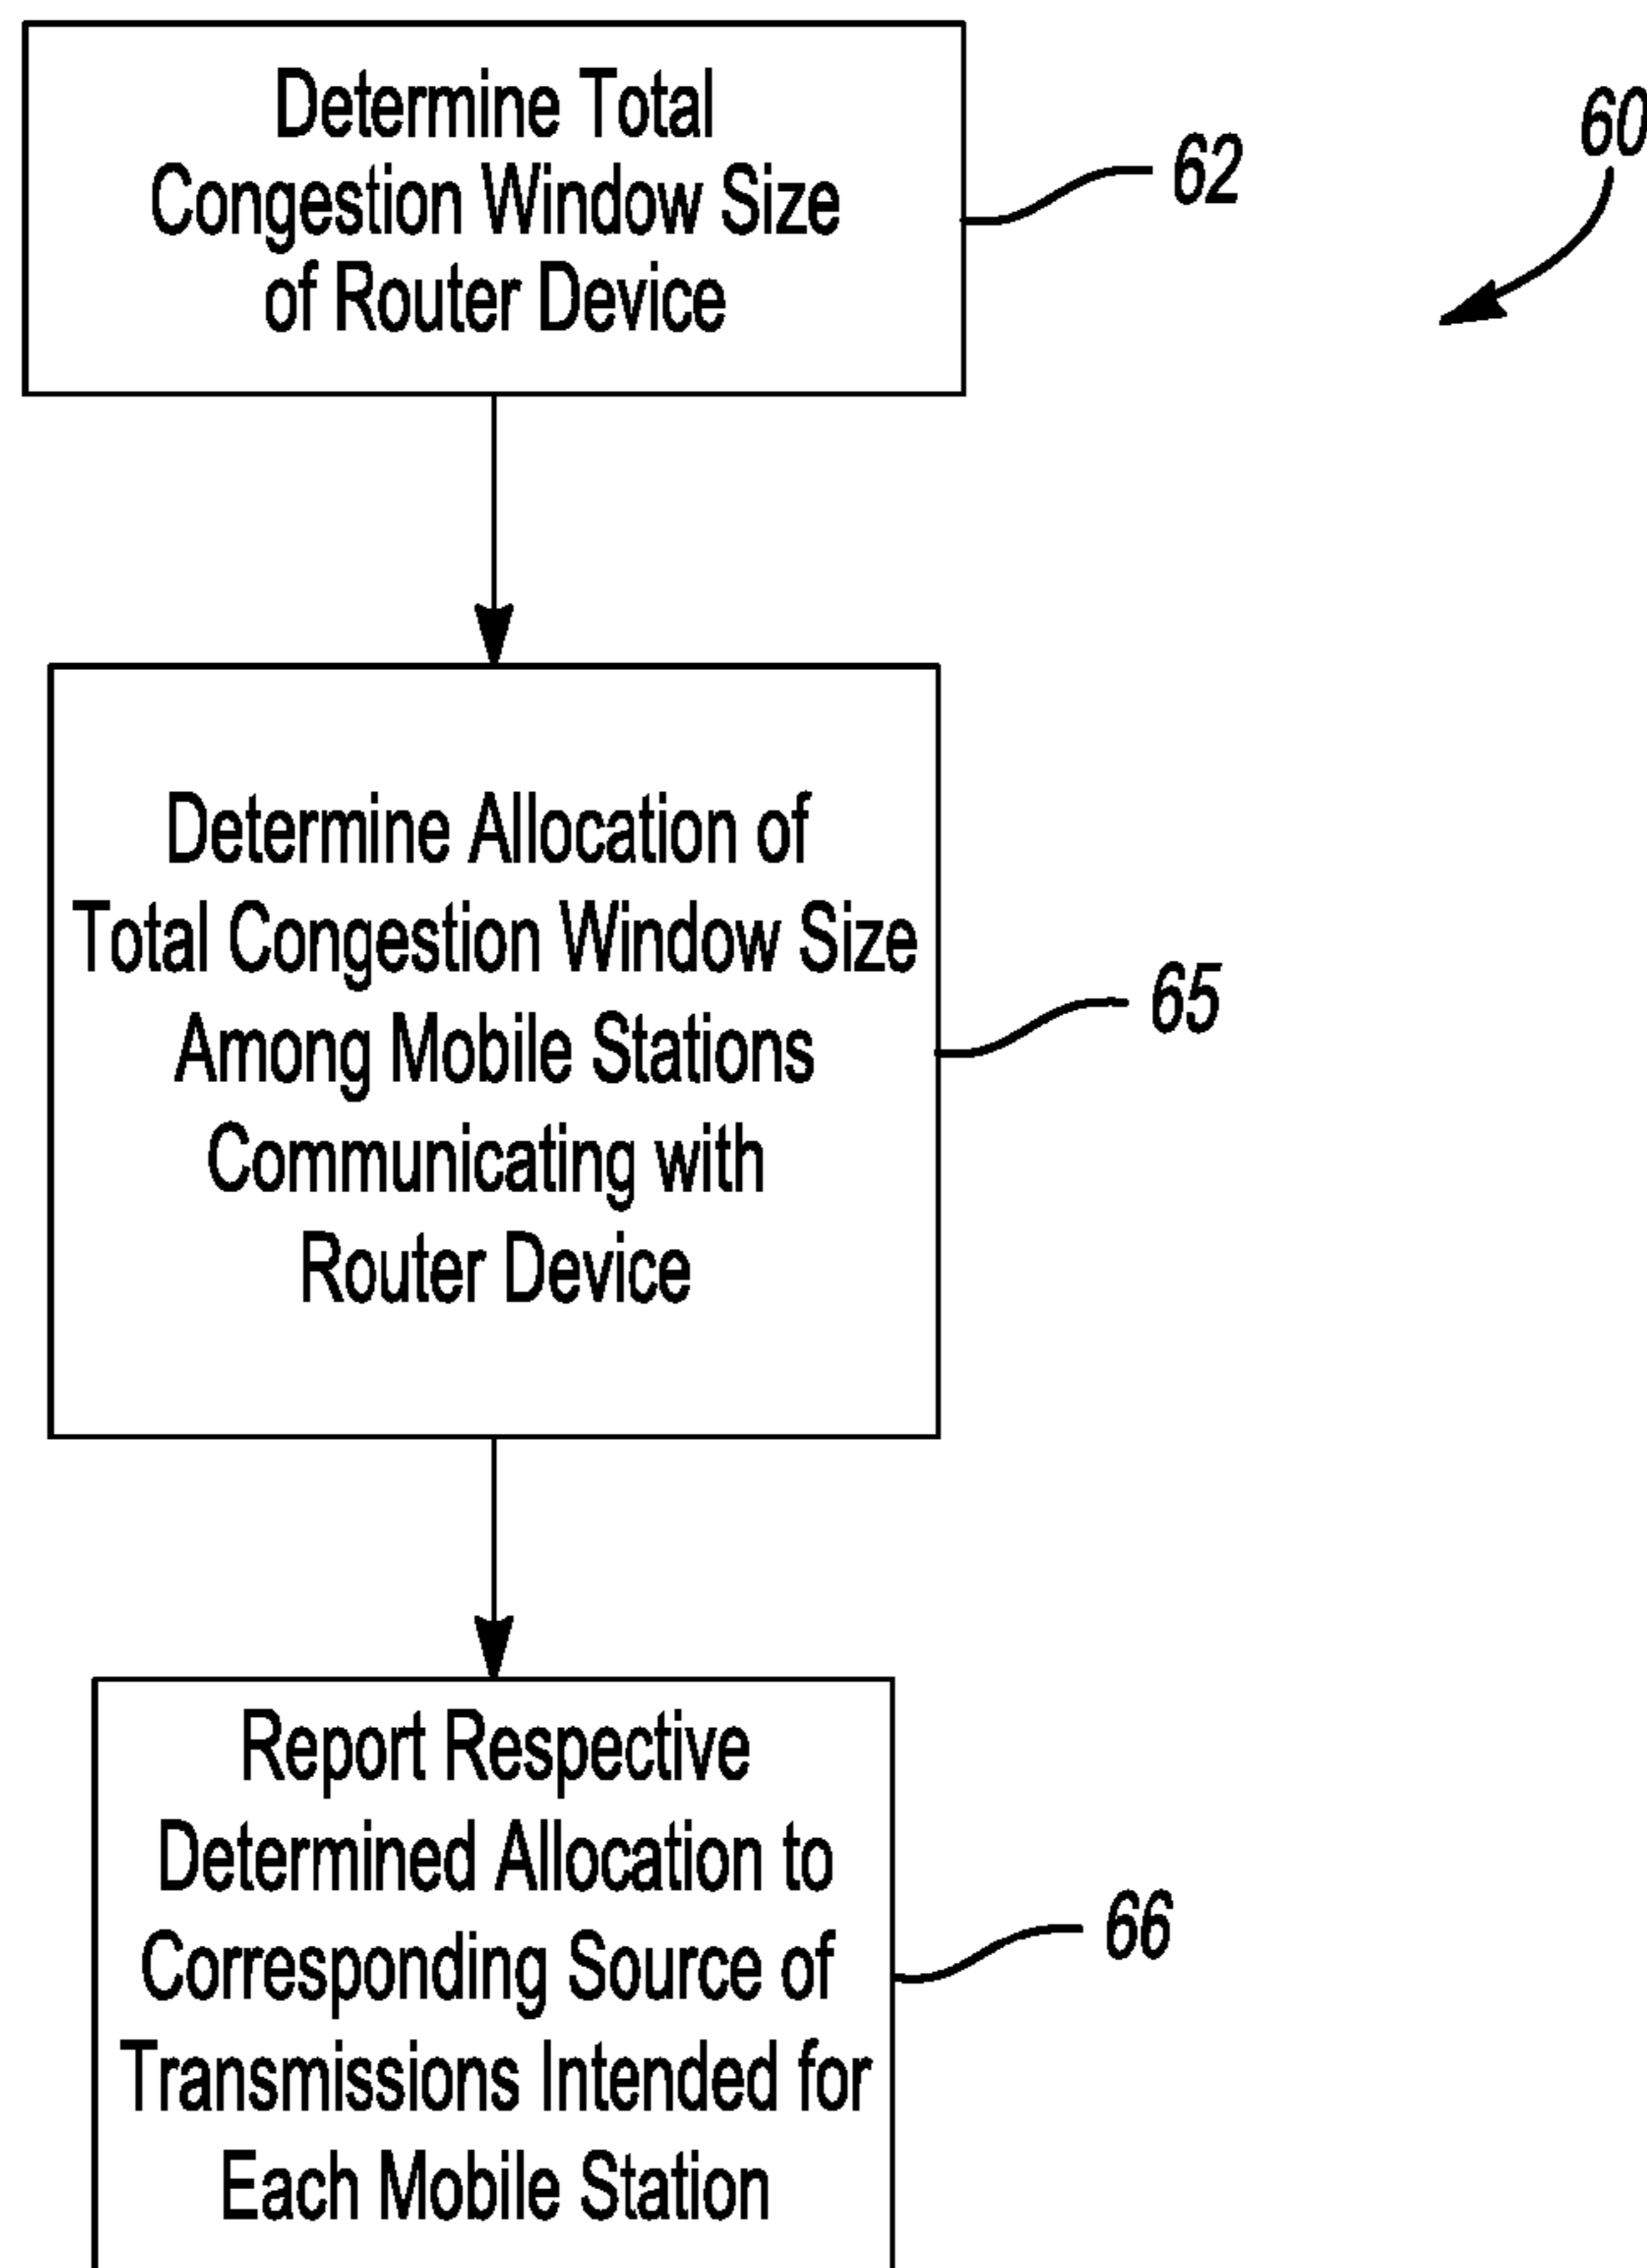 Determine Total
Congestion Window Size
of Router Device
62
60
Determine Allocation of
Total Congestion Window Size
Among Mobile Stations
Communicating with
Router Device
65
Report Respective
Determined Allocation to
Corresponding Source of
Transmissions Intended for
Each Mobile Station
66